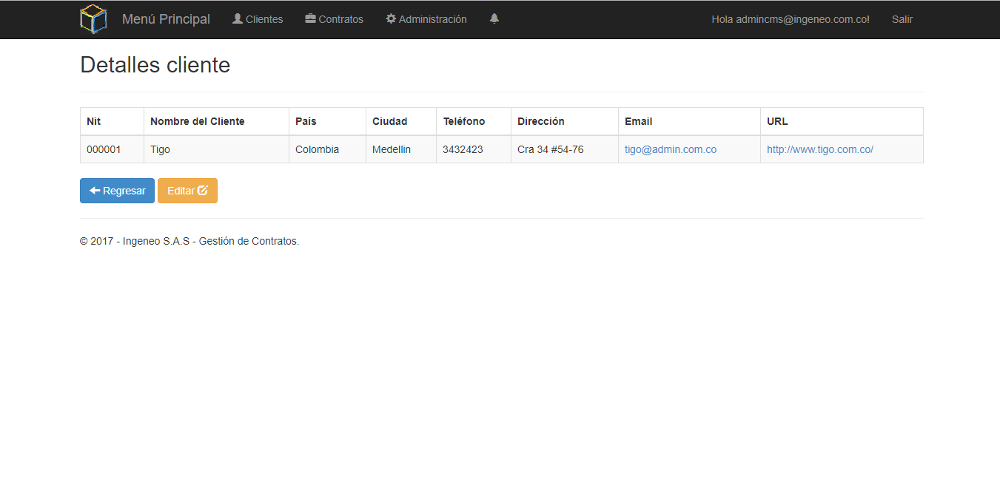 Menú Principal Clientes Contratos Administración Hola admincms@ingeneo.com.co! Salir
Detalles cliente
Nit Nombre del Cliente País Ciudad Teléfono Dirección Email URL
000001 Tigo Colombia Medellin 3432423 Cra 34 #54-76 tigo@admin.com.co http://www.tigo.com.co/
Regresar Editar
© 2017 - Ingeneo S.A.S - Gestión de Contratos.